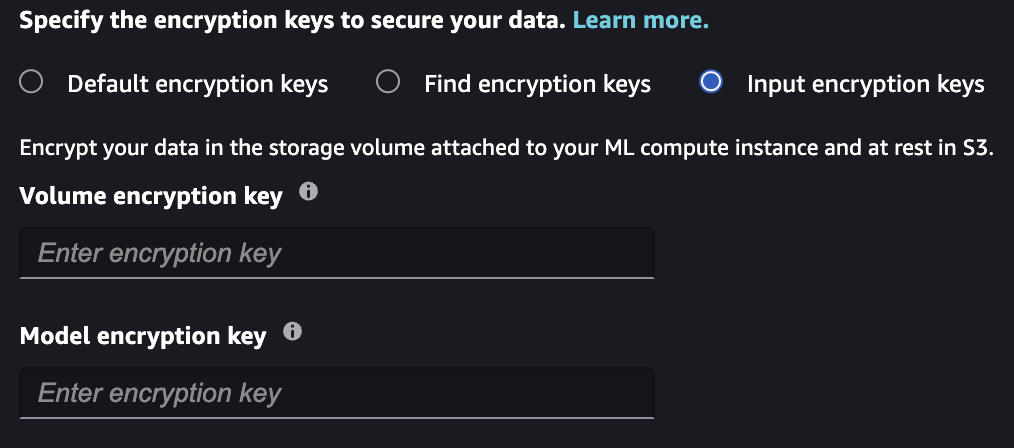 Specify the encryption keys to secure your data. Learn more.
Default encryption keys Find encryption keys Input encryption keys
Encrypt your data in the storage volume attached to your ML compute instance and at rest in S3.
Volume encryption key
Enter encryption key
Model encryption key
Enter encryption key